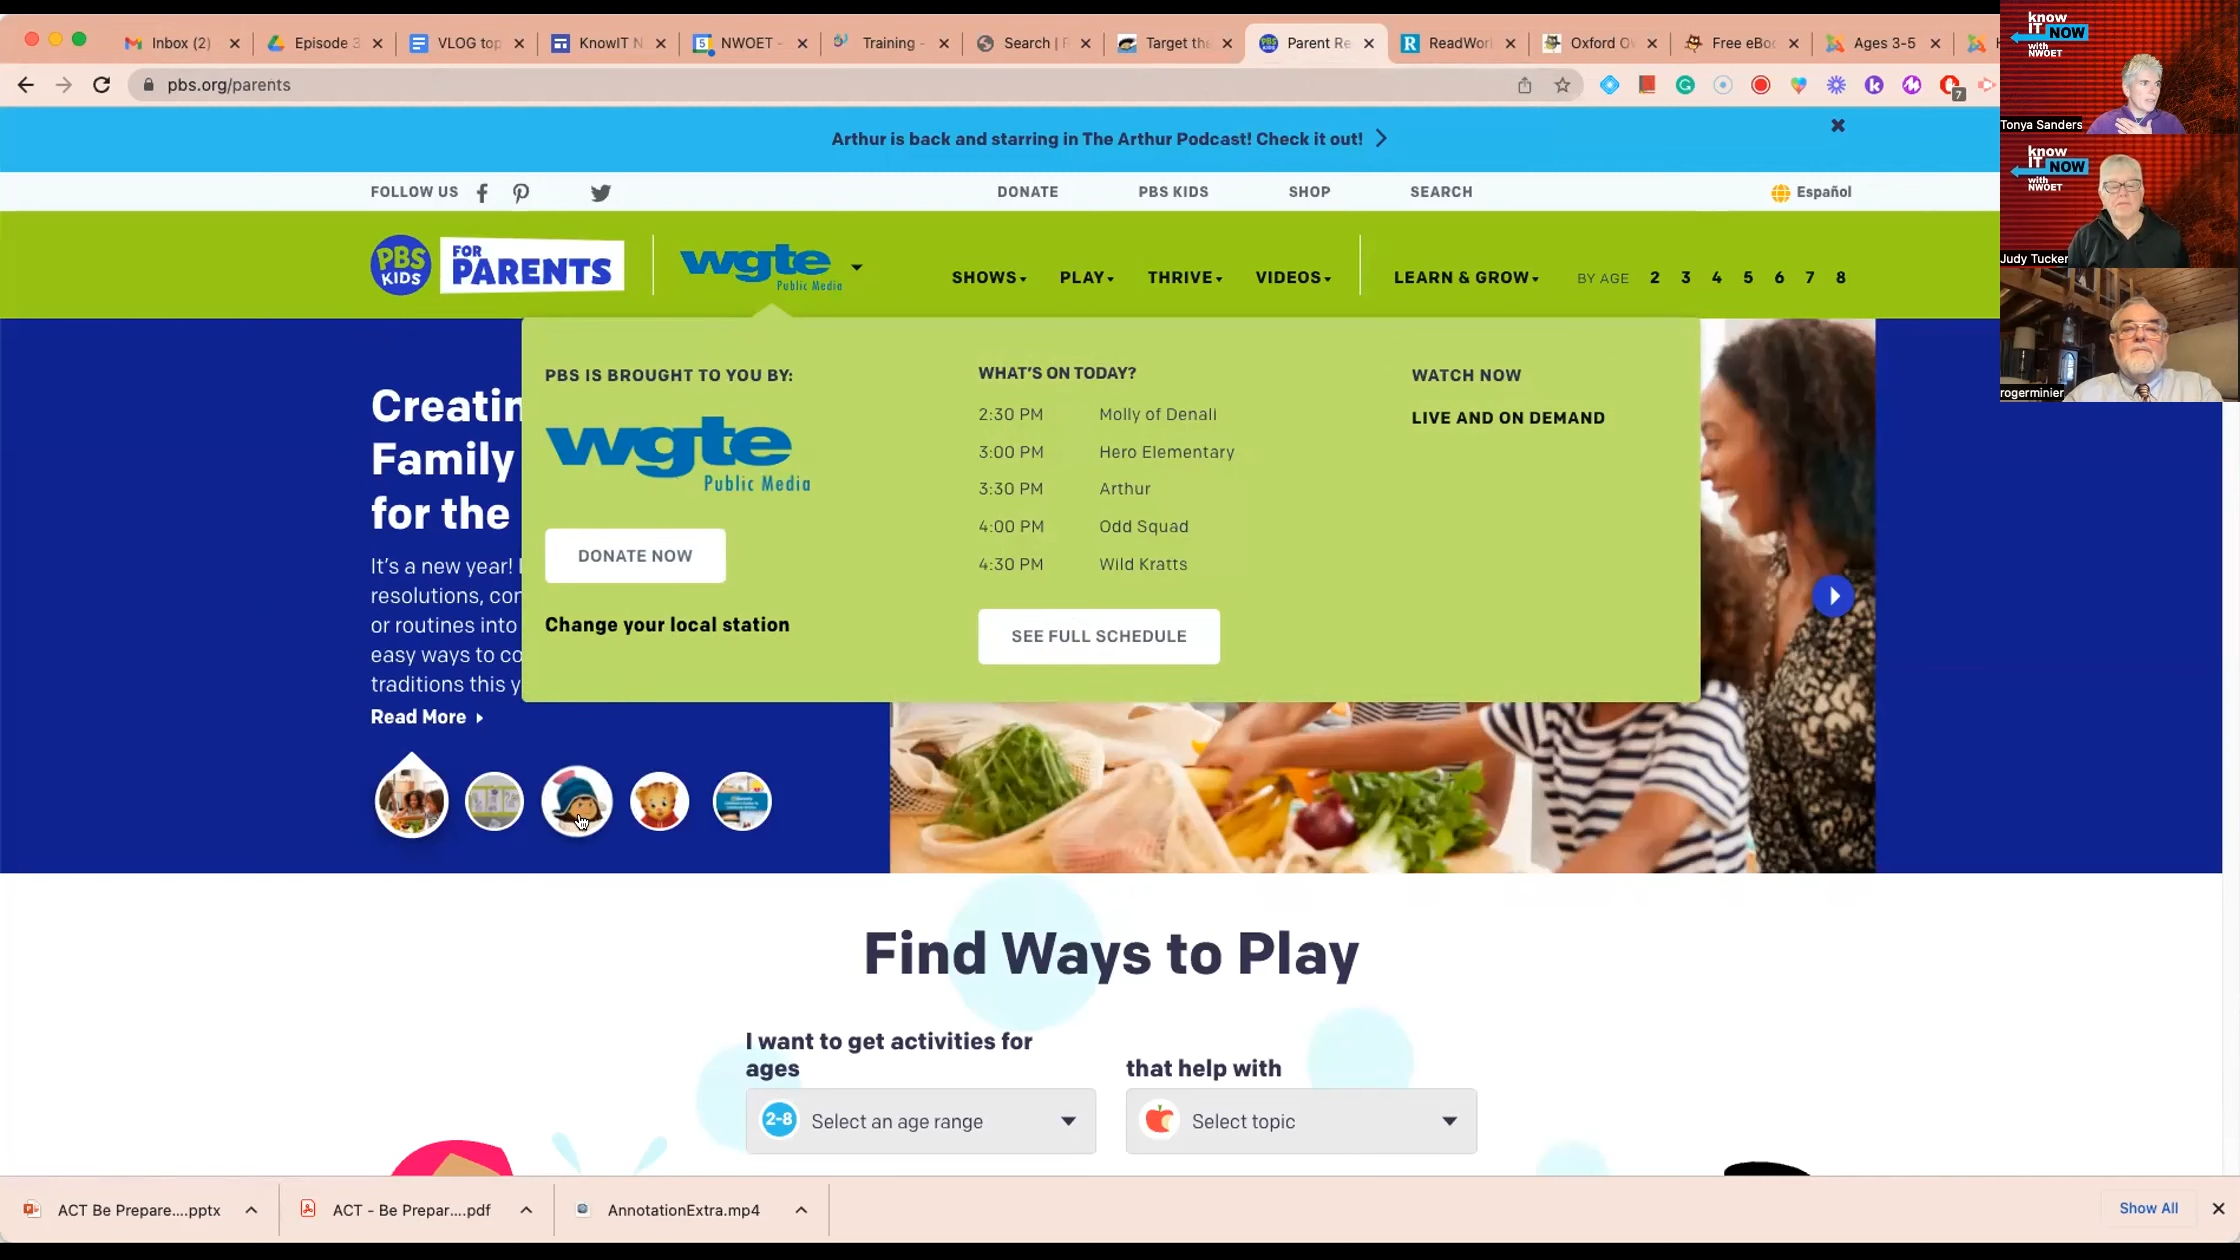 Inbox (2)
Episode 3
VLOG top
KnowIT N
5
NWOET -
Training -
Search | F
Target the
Parent Re
ReadWor
Oxford O
Free eBoo
Ages 3-5
pbs.org/parents
7
Arthur is back and starring in The Arthur Podcast! Check it out!
FOLLOW US
DONATE
PBS KIDS
SHOP
SEARCH
Español
PBS
KIDS
FOR
PARENTS
wgte
Public Media
SHOWS
PLAY
THRIVE
VIDEOS
LEARN & GROW
BY AGE 2 3 4 5 6 7 8
Creatin
Family
for the
It's a new year!
resolutions, con
or routines into
easy ways to co
traditions this y
Read More
PBS IS BROUGHT TO YOU BY:
wgte
Public Media
DONATE NOW
Change your local station
WHAT'S ON TODAY?
2:30 PM Molly of Denali
3:00 PM Hero Elementary
3:30 PM Arthur
4:00 PM Odd Squad
4:30 PM Wild Kratts
SEE FULL SCHEDULE
WATCH NOW
LIVE AND ON DEMAND
Find Ways to Play
I want to get activities for
ages
2-8 Select an age range
that help with
Select topic
ACT Be Prepare....pptx
ACT - Be Prepar....pdf
AnnotationExtra.mp4
Show All
know
IT NOW
with
NWOET
Tonya Sanders
know
IT NOW
with
NWOET
Judy Tucker
rogerminier